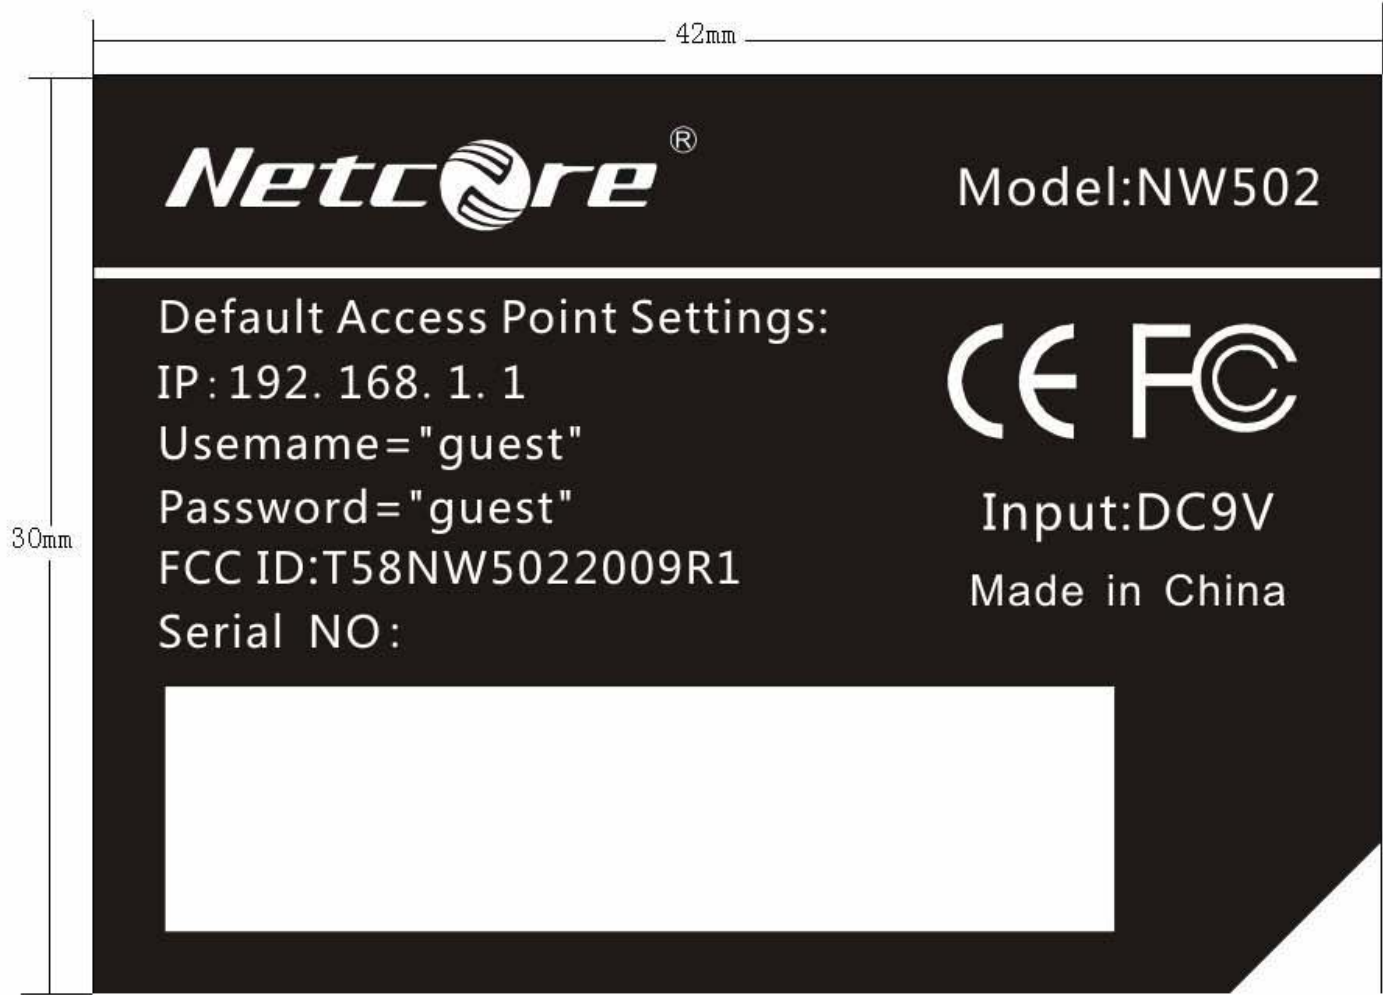 42mm
30mm
Netcore®
Model:NW502
Default Access Point Settings:
IP:192. 168. 1. 1
Usemame="guest"
Password="guest"
FCC ID:T58NW5022009R1
Serial NO:
CE FC
Input:DC9V
Made in China